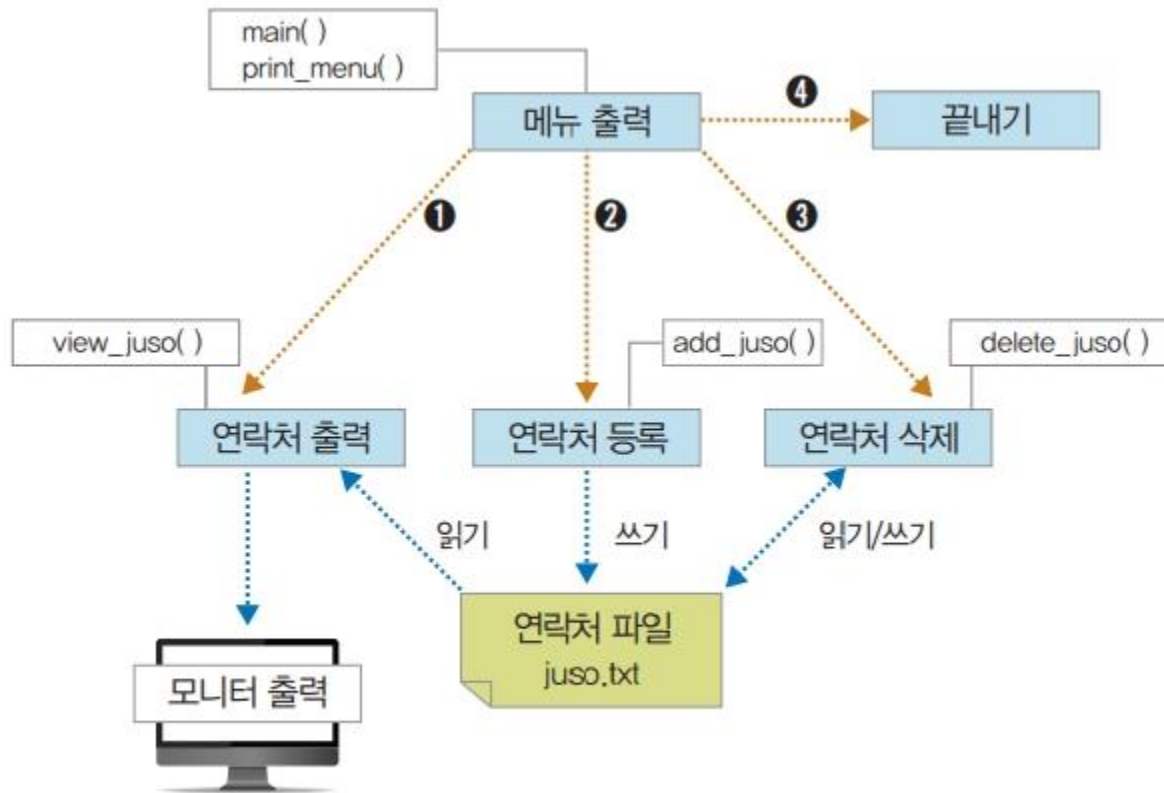 main( )
print_menu( )
메뉴 출력
❹
끝내기
❶
❷
❸
view_juso( )
add_juso( )
delete_juso( )
연락처 출력
연락처 등록
연락처 삭제
읽기
쓰기
읽기/쓰기
연락처 파일
juso.txt
모니터 출력